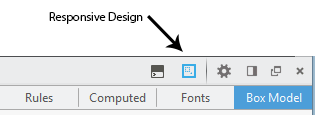 Responsive Design
Rules Computed Fonts Box Model